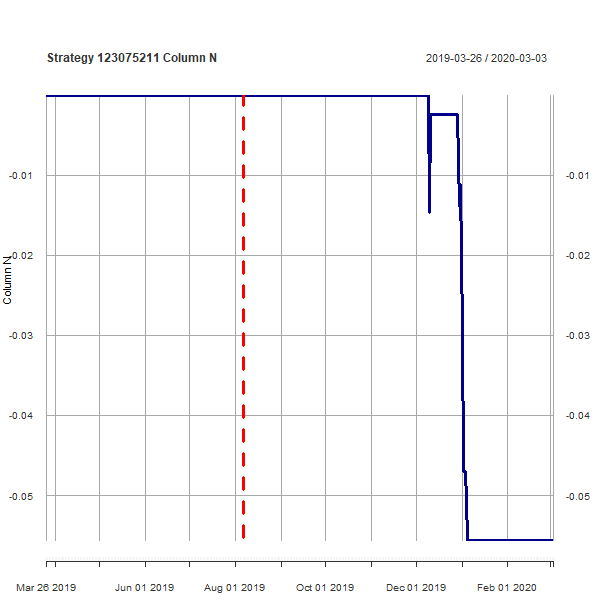 Strategy 123075211 Column N
2019-03-26 / 2020-03-03
-0.01
-0.01
-0.02
-0.02
Column N
-0.03
-0.03
-0.04
-0.04
-0.05
-0.05
Mar 26 2019
Jun 01 2019
Aug 01 2019
Oct 01 2019
Dec 01 2019
Feb 01 2020